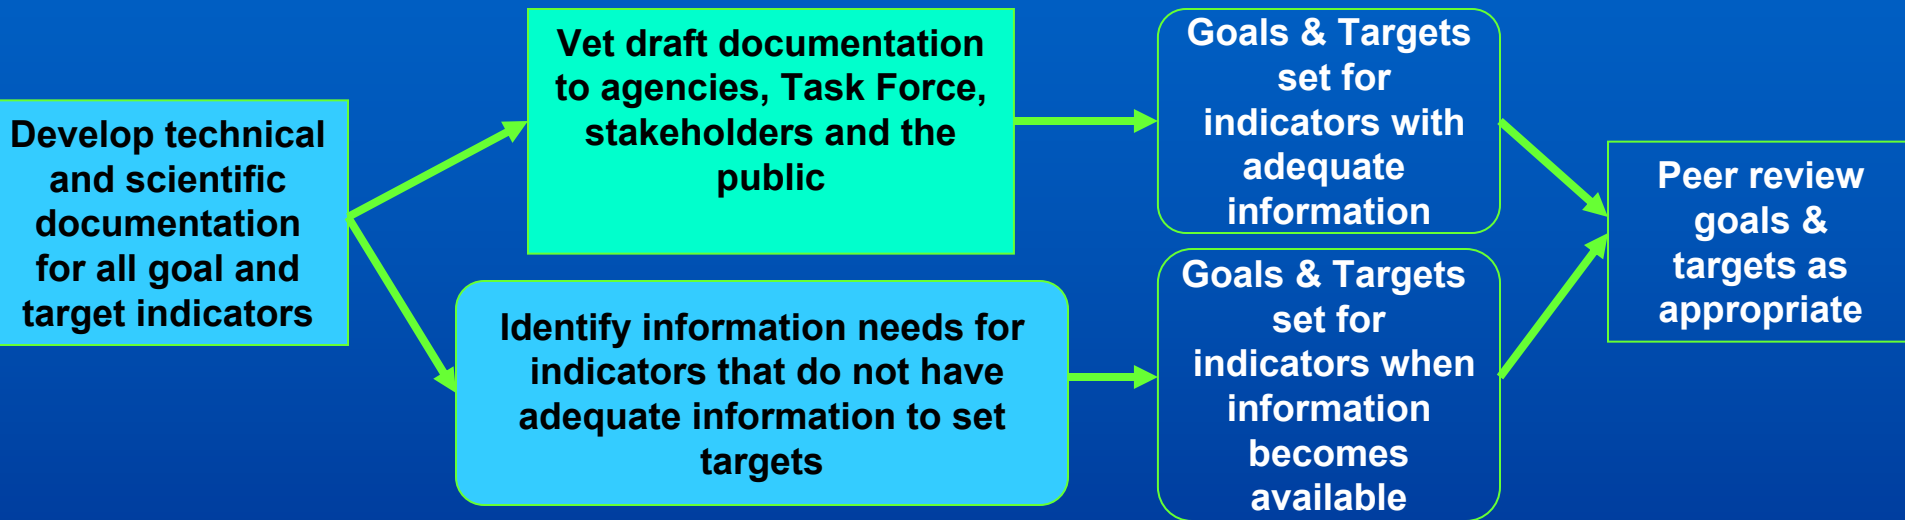 Develop technical
and scientific
documentation
for all goal and
target indicators
Vet draft documentation
to agencies, Task Force,
stakeholders and the
public
Identify information needs for
indicators that do not have
adequate information to set
targets
Goals & Targets
set for
indicators with
adequate
information
Goals & Targets
set for
indicators when
information
becomes
available
Peer review
goals &
targets as
appropriate